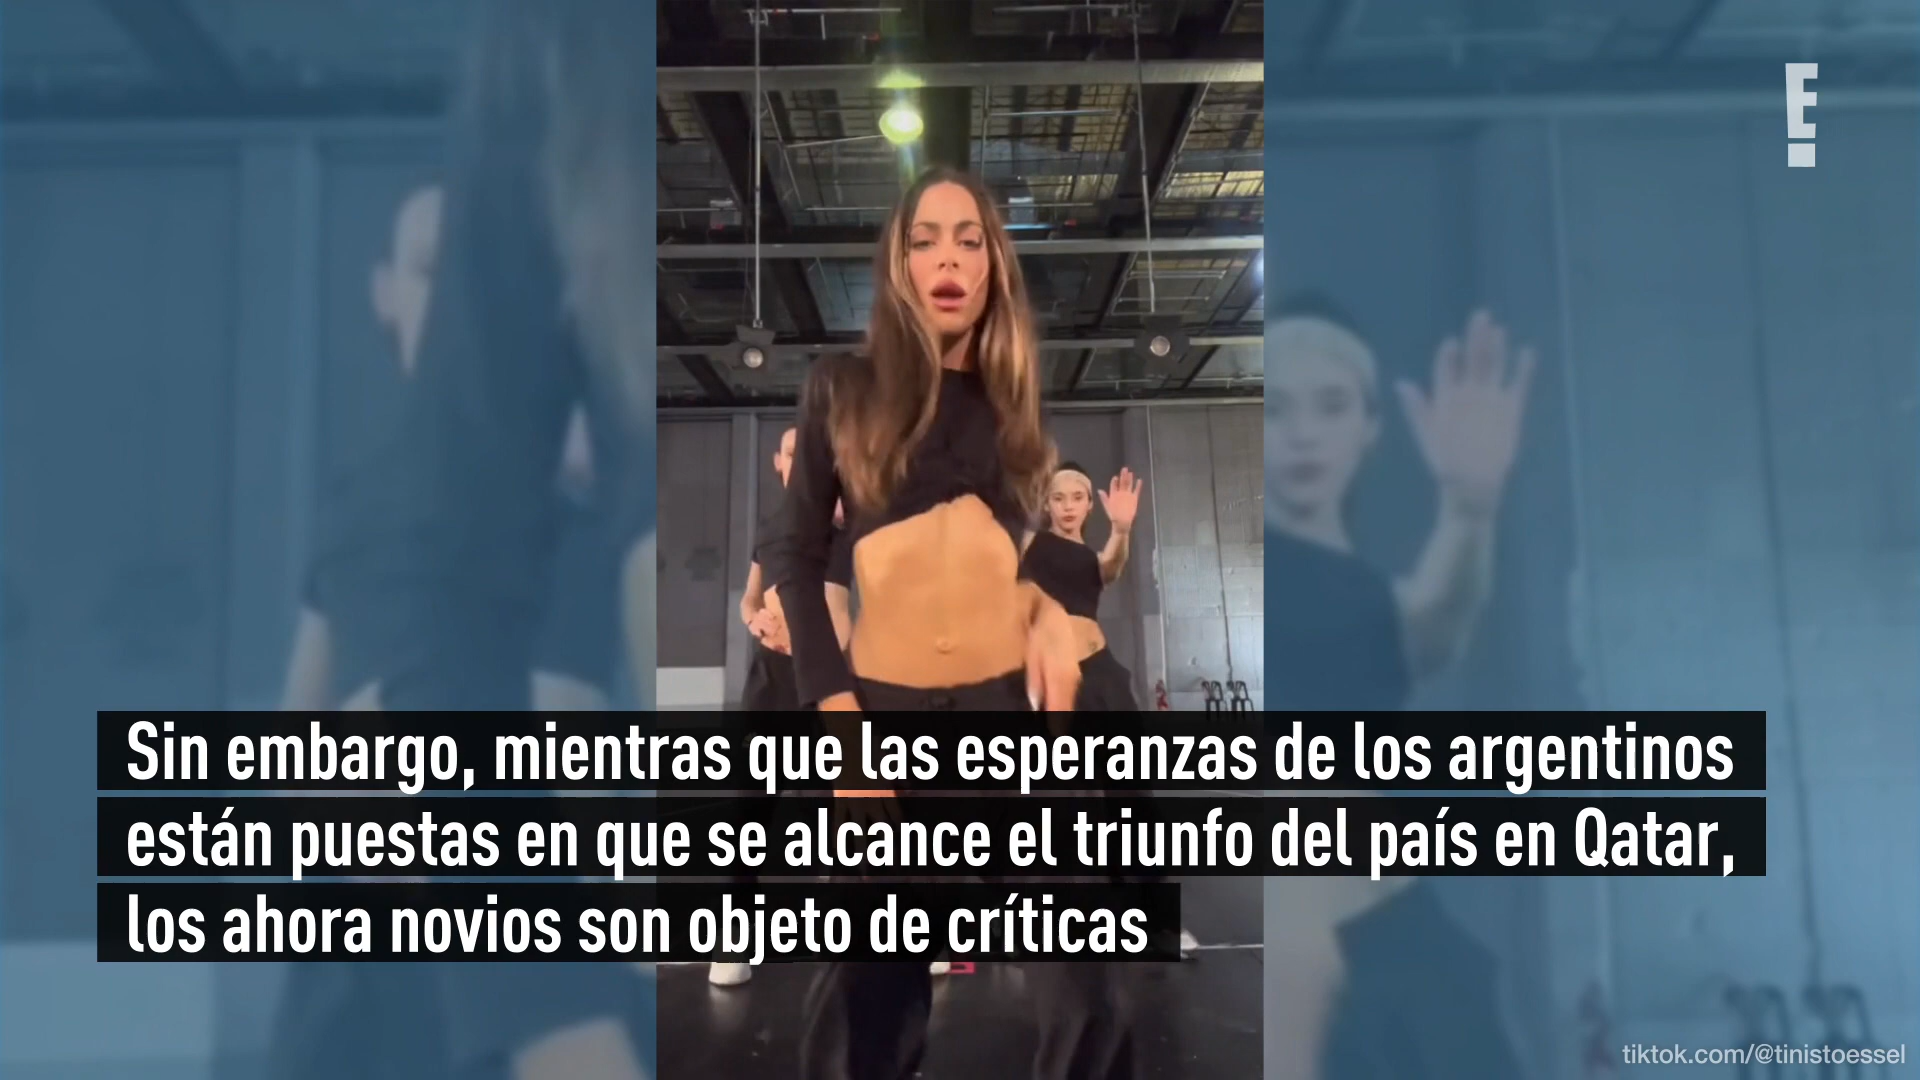 E!
Sin embargo, mientras que las esperanzas de los argentinos
están puestas en que se alcance el triunfo del país en Qatar,
los ahora novios son objeto de críticas
tiktok.com/@tinistoessel